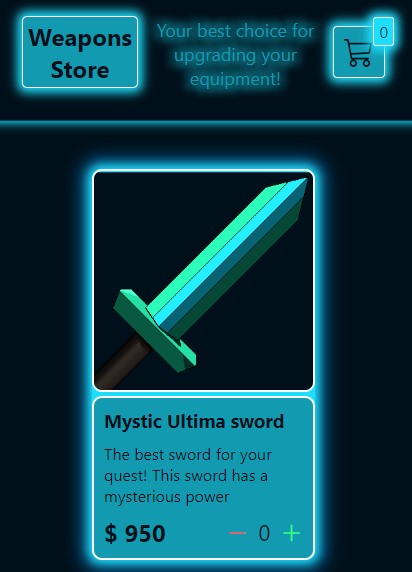 Weapons
Store
Your best choice for
upgrading your
equipment!
0
Mystic Ultima sword
The best sword for your
quest! This sword has a
mysterious power
$ 950
— 0 +